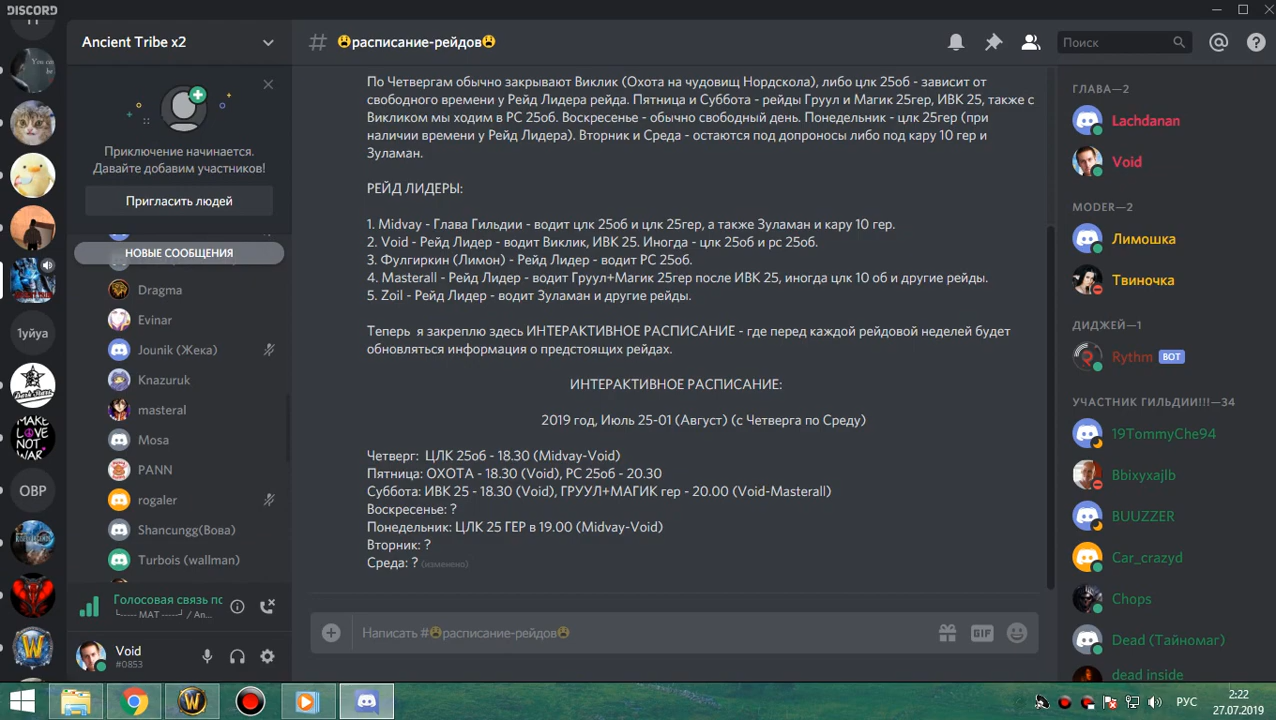 DISCORD
Ancient Tribe x2
# 😩расписание-рейдов😩
Поиск
Приключение начинается.
Давайте добавим участников!
Пригласить людей
НОВЫЕ СООБЩЕНИЯ
Dragma
Evinar
Jounik (Жека)
Knazuruk
masteral
Mosa
PANN
rogaler
Shancungg(Вова)
Turbois (wallman)
Голосовая связь пс
└----- МАТ -----┘/ An...
Void
#0853
1уйуа
OBP
MAKE
LOVE
NOT
WAR
По Четвергам обычно закрывают Виклик (Охота на чудовищ Нордскола), либо цлк 25об - зависит от
свободного времени у Рейд Лидера рейда. Пятница и Суббота - рейды Груул и Магик 25гер, ИВК 25, также с
Викликом мы ходим в РС 25об. Воскресенье - обычно свободный день. Понедельник - цлк 25гер (при
наличии времени у Рейд Лидера). Вторник и Среда - остаются под допроносы либо под кару 10 гер и
Зуламан.
РЕЙД ЛИДЕРЫ:
1. Midvay - Глава Гильдии - водит цлк 25об и цлк 25гер, а также Зуламан и кару 10 гер.
2. Void - Рейд Лидер - водит Виклик, ИВК 25. Иногда - цлк 25об и рс 25об.
3. Фулгиркин (Лимон) - Рейд Лидер - водит РС 25об.
4. Masterall - Рейд Лидер - водит Груул+Магик 25гер после ИВК 25, иногда цлк 10 об и другие рейды.
5. Zoil - Рейд Лидер - водит Зуламан и другие рейды.
Теперь я закреплю здесь ИНТЕРАКТИВНОЕ РАСПИСАНИЕ - где перед каждой рейдовой неделей будет
обновляться информация о предстоящих рейдах.
ИНТЕРАКТИВНОЕ РАСПИСАНИЕ:
2019 год, Июль 25-01 (Август) (с Четверга по Среду)
Четверг: ЦЛК 25об - 18.30 (Midvay-Void)
Пятница: ОХОТА - 18.30 (Void), РС 25об - 20.30
Суббота: ИВК 25 - 18.30 (Void), ГРУУЛ+МАГИК гер - 20.00 (Void-Masterall)
Воскресенье: ?
Понедельник: ЦЛК 25 ГЕР в 19.00 (Midvay-Void)
Вторник: ?
Среда: ? (изменено)
Написать #😩расписание-рейдов😩
GIF
ГЛАВА—2
Lachdanan
Void
MODER—2
Лимошка
Твиночка
ДИДЖЕЙ—1
Rythm БОТ
УЧАСТНИК ГИЛЬДИИ!!!—34
19TommyChe94
Bbixyxajlb
BUUZZER
Car_crazyd
Chops
Dead (Тайномаг)
dead inside
РУС
2:22
27.07.2019